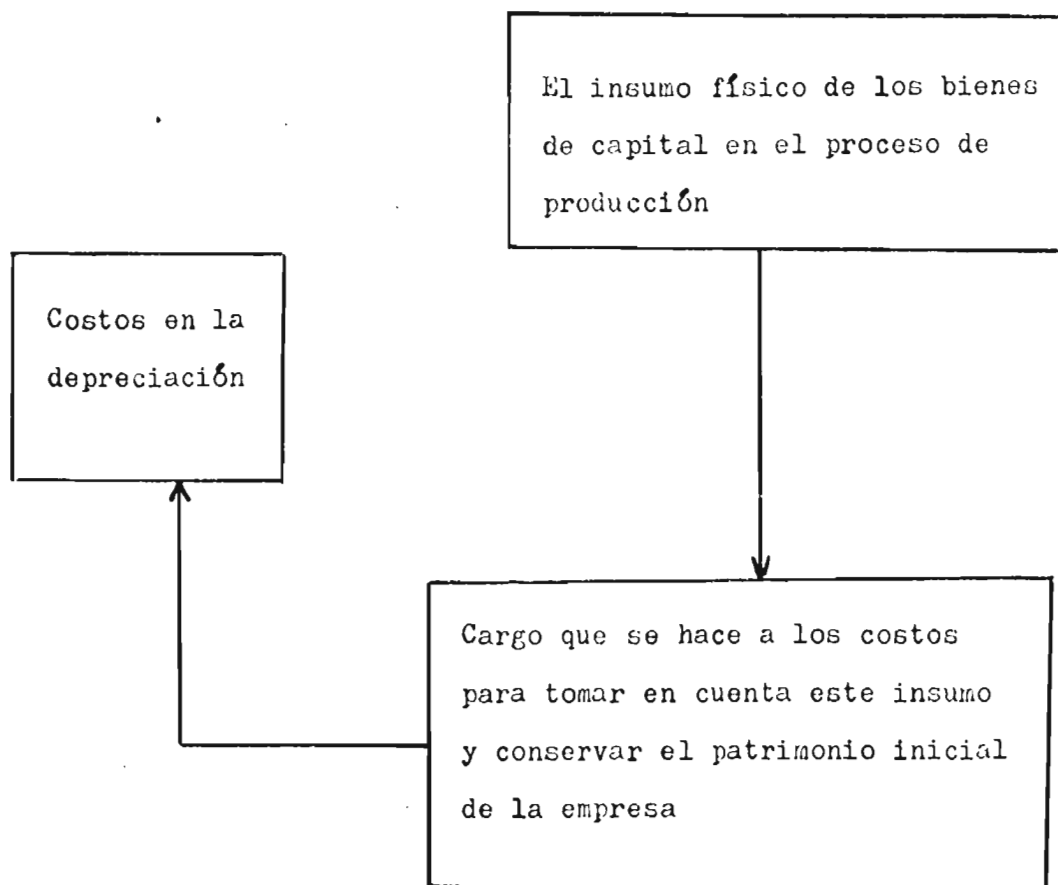 El insumo físico de los bienes
de capital en el proceso de
producción
Costos en la
depreciación
Cargo que se hace a los costos
para tomar en cuenta este insumo
y conservar el patrimonio inicial
de la empresa